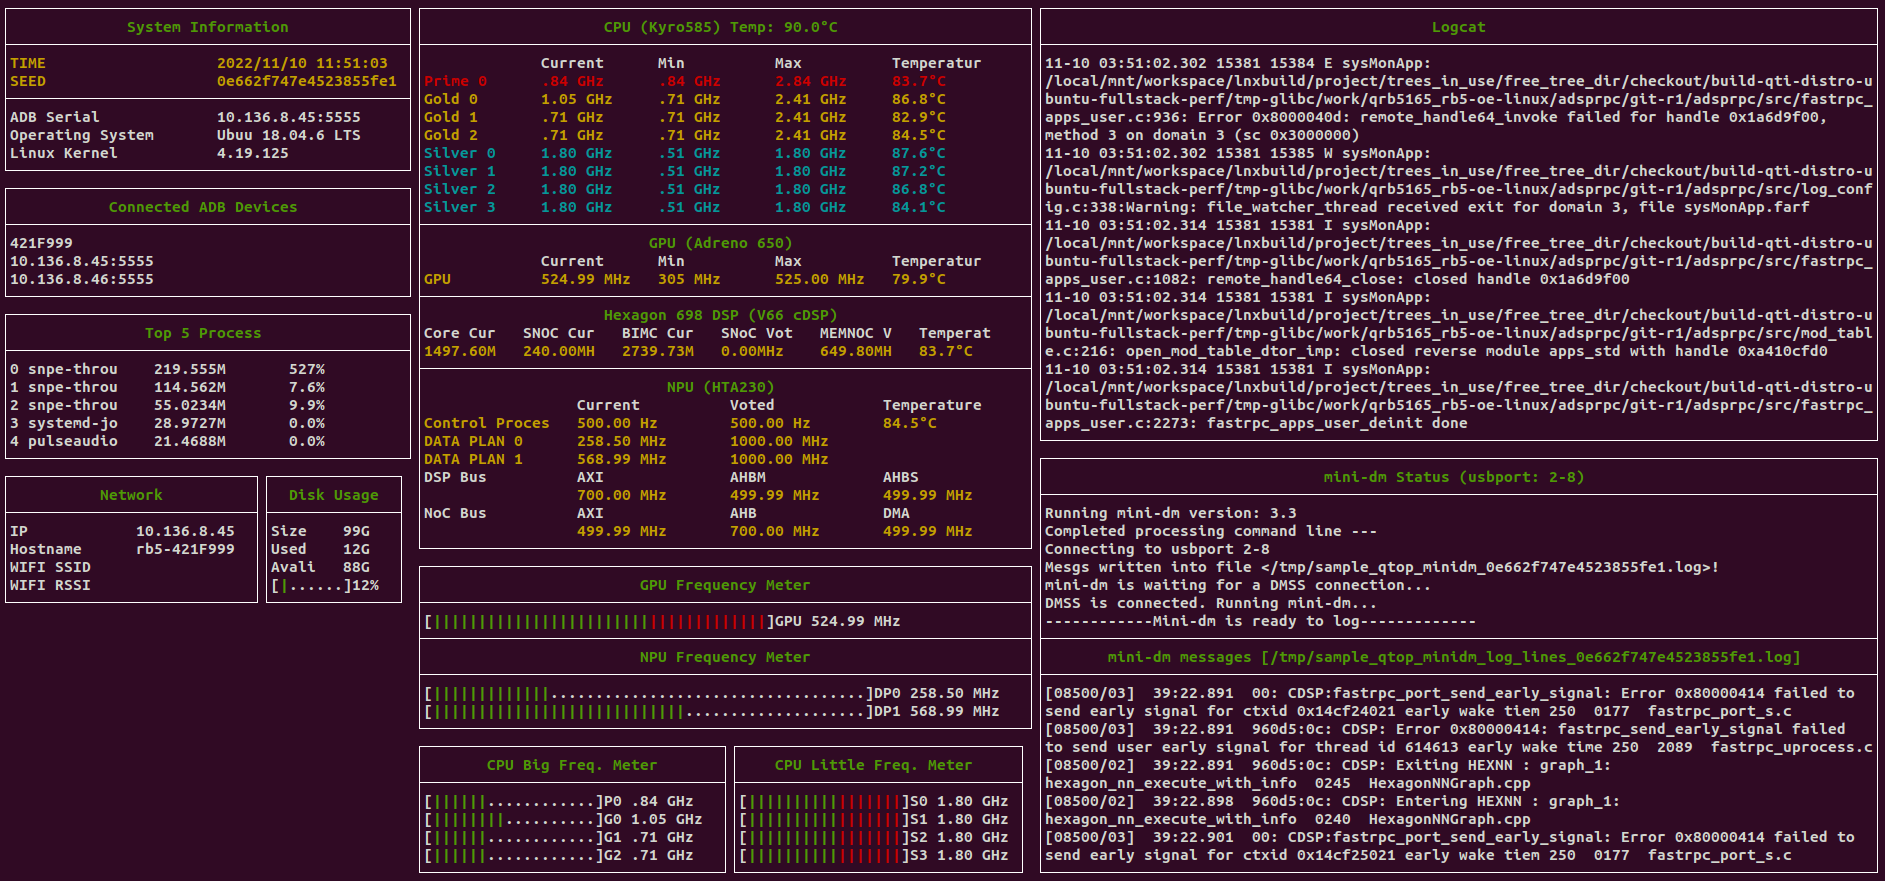 System Information
TIME 2022/11/10 11:51:03
SEED 0e662f747e4523855fe1
ADB Serial 10.136.8.45:5555
Operating System Ubuu 18.04.6 LTS
Linux Kernel 4.19.125
Connected ADB Devices
421F999
10.136.8.45:5555
10.136.8.46:5555
Top 5 Process
0 snpe-throu 219.555M 527%
1 snpe-throu 114.562M 7.6%
2 snpe-throu 55.0234M 9.9%
3 systemd-jo 28.9727M 0.0%
4 pulseaudio 21.4688M 0.0%
Network
IP 10.136.8.45
Hostname rb5-421F999
WIFI SSID
WIFI RSSI
Disk Usage
Size 99G
Used 12G
Avali 88G
[|......]12%
CPU (Kyro585) Temp: 90.0°C
Current Min Max Temperatur
Prime 0 .84 GHz .84 GHz 2.84 GHz 83.7°C
Gold 0 1.05 GHz .71 GHz 2.41 GHz 86.8°C
Gold 1 .71 GHz .71 GHz 2.41 GHz 82.9°C
Gold 2 .71 GHz .71 GHz 2.41 GHz 84.5°C
Silver 0 1.80 GHz .51 GHz 1.80 GHz 87.6°C
Silver 1 1.80 GHz .51 GHz 1.80 GHz 87.2°C
Silver 2 1.80 GHz .51 GHz 1.80 GHz 86.8°C
Silver 3 1.80 GHz .51 GHz 1.80 GHz 84.1°C
GPU (Adreno 650)
Current Min Max Temperatur
GPU 524.99 MHz 305 MHz 525.00 MHz 79.9°C
Hexagon 698 DSP (V66 cDSP)
Core Cur SNOC Cur BIMC Cur SNoC Vot MEMNOC V Temperat
1497.60M 240.00MH 2739.73M 0.00MHz 649.80MH 83.7°C
NPU (HTA230)
Current Voted Temperature
Control Proces 500.00 Hz 500.00 Hz 84.5°C
DATA PLAN 0 258.50 MHz 1000.00 MHz
DATA PLAN 1 568.99 MHz 1000.00 MHz
DSP Bus AXI AHBM AHBS
700.00 MHz 499.99 MHz 499.99 MHz
NoC Bus AXI AHB DMA
499.99 MHz 700.00 MHz 499.99 MHz
GPU Frequency Meter
[|||||||||||||||||||||||||||||||||||||]GPU 524.99 MHz
NPU Frequency Meter
[|||||||||||||...................................]DP0 258.50 MHz
[||||||||||||||||||||||||||||....................]DP1 568.99 MHz
CPU Big Freq. Meter
[||||||............]P0 .84 GHz
[||||||||..........]G0 1.05 GHz
[||||||............]G1 .71 GHz
[||||||............]G2 .71 GHz
CPU Little Freq. Meter
[|||||||||||||||||]S0 1.80 GHz
[|||||||||||||||||]S1 1.80 GHz
[|||||||||||||||||]S2 1.80 GHz
[|||||||||||||||||]S3 1.80 GHz
Logcat
11-10 03:51:02.302 15381 15384 E sysMonApp:
/local/mnt/workspace/lnxbuild/project/trees_in_use/free_tree_dir/checkout/build-qti-distro-u
buntu-fullstack-perf/tmp-glibc/work/qrb5165_rb5-oe-linux/adsprpc/git-r1/adsprpc/src/fastrpc_
apps_user.c:936: Error 0x8000040d: remote_handle64_invoke failed for handle 0x1a6d9f00,
method 3 on domain 3 (sc 0x3000000)
11-10 03:51:02.302 15381 15385 W sysMonApp:
/local/mnt/workspace/lnxbuild/project/trees_in_use/free_tree_dir/checkout/build-qti-distro-u
buntu-fullstack-perf/tmp-glibc/work/qrb5165_rb5-oe-linux/adsprpc/git-r1/adsprpc/src/log_conf
ig.c:338:Warning: file_watcher_thread received exit for domain 3, file sysMonApp.farf
11-10 03:51:02.314 15381 15381 I sysMonApp:
/local/mnt/workspace/lnxbuild/project/trees_in_use/free_tree_dir/checkout/build-qti-distro-u
buntu-fullstack-perf/tmp-glibc/work/qrb5165_rb5-oe-linux/adsprpc/git-r1/adsprpc/src/fastrpc_
apps_user.c:1082: remote_handle64_close: closed handle 0x1a6d9f00
11-10 03:51:02.314 15381 15381 I sysMonApp:
/local/mnt/workspace/lnxbuild/project/trees_in_use/free_tree_dir/checkout/build-qti-distro-u
buntu-fullstack-perf/tmp-glibc/work/qrb5165_rb5-oe-linux/adsprpc/git-r1/adsprpc/src/mod_tabl
e.c:216: open_mod_table_dtor_imp: closed reverse module apps_std with handle 0xa410cfd0
11-10 03:51:02.314 15381 15381 I sysMonApp:
/local/mnt/workspace/lnxbuild/project/trees_in_use/free_tree_dir/checkout/build-qti-distro-u
buntu-fullstack-perf/tmp-glibc/work/qrb5165_rb5-oe-linux/adsprpc/git-r1/adsprpc/src/fastrpc_
apps_user.c:2273: fastrpc_apps_user_deinit done
mini-dm Status (usbport: 2-8)
Running mini-dm version: 3.3
Completed processing command line ---
Connecting to usbport 2-8
Mesgs written into file </tmp/sample_qtop_minidm_0e662f747e4523855fe1.log>!
mini-dm is waiting for a DMSS connection...
DMSS is connected. Running mini-dm...
------------Mini-dm is ready to log-------------
mini-dm messages [/tmp/sample_qtop_minidm_log_lines_0e662f747e4523855fe1.log]
[08500/03] 39:22.891 00: CDSP:fastrpc_port_send_early_signal: Error 0x80000414 failed to
send early signal for ctxid 0x14cf24021 early wake tiem 250 0177 fastrpc_port_s.c
[08500/03] 39:22.891 960d5:0c: CDSP: Error 0x80000414: fastrpc_send_early_signal failed
to send user early signal for thread id 614613 early wake time 250 2089 fastrpc_uprocess.c
[08500/02] 39:22.891 960d5:0c: CDSP: Exiting HEXNN : graph_1:
hexagon_nn_execute_with_info 0245 HexagonNNGraph.cpp
[08500/02] 39:22.898 960d5:0c: CDSP: Entering HEXNN : graph_1:
hexagon_nn_execute_with_info 0240 HexagonNNGraph.cpp
[08500/03] 39:22.901 00: CDSP:fastrpc_port_send_early_signal: Error 0x80000414 failed to
send early signal for ctxid 0x14cf25021 early wake tiem 250 0177 fastrpc_port_s.c